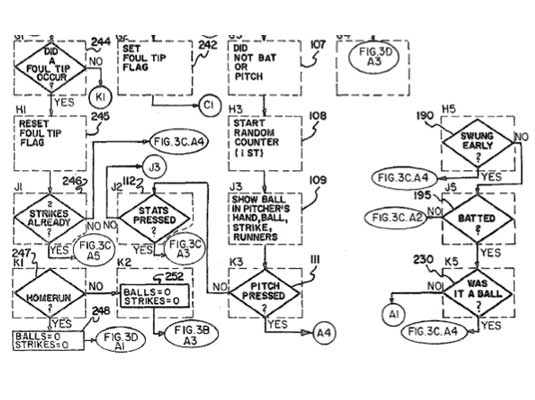 G1
G3
G4
DID
A
FOUL TIP
OCCUR
?
244
NO
K1
YES
SET
FOUL TIP
FLAG
242
C1
DID
NOT BAT
OR
PITCH
107
FIG.3D
A3
H1
RESET
FOUL TIP
FLAG
245
FIG.3C.A4
J3
H3
START
RANDOM
COUNTER
(I ST)
108
H5
190
SWUNG
EARLY
?
NO
YES
FIG.3C.A4
J1
246
2
STRIKES
ALREADY
?
NO
YES
FIG.3C
A5
J2
112
STATS
PRESSED
?
NO
YES
FIG.3C
A3
J3
SHOW BALL
IN PITCHER'S
HAND,BALL,
STRIKE,
RUNNERS
109
J5
195
BATTED
?
NO
FIG.3C.A2
YES
247
K1
HOMERUN
?
NO
YES
K2
252
BALLS=0
STRIKES=0
FIG.3B
A3
K3
111
PITCH
PRESSED
?
NO
YES
A4
K5
230
WAS
IT A BALL
?
NO
A1
YES
FIG.3C.A4
248
BALLS=0
STRIKES=0
FIG.3D
A1